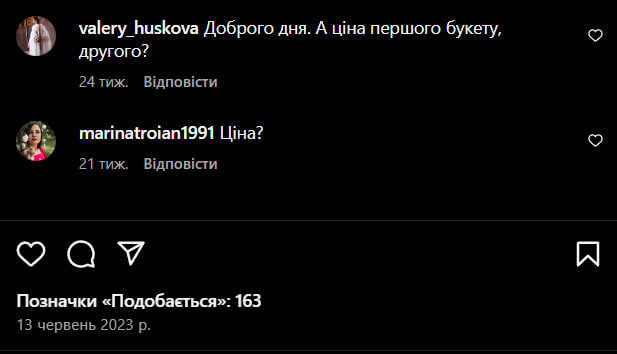 valery_huskova Доброго дня. А ціна першого букету,
другого?
24 тиж. Відповісти
marinatroian1991 Ціна?
21 тиж. Відповісти
Позначки «Подобається»: 163
13 червень 2023 р.